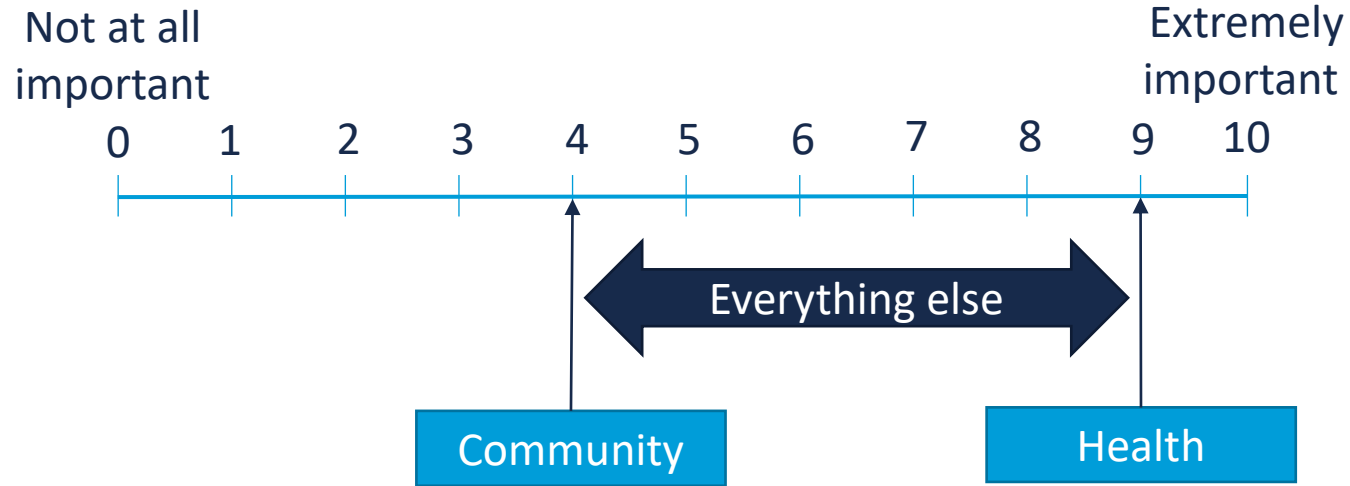 Not at all
important
Extremely
important
0 1 2 3 4 5 6 7 8 9 10
Everything else
Community
Health